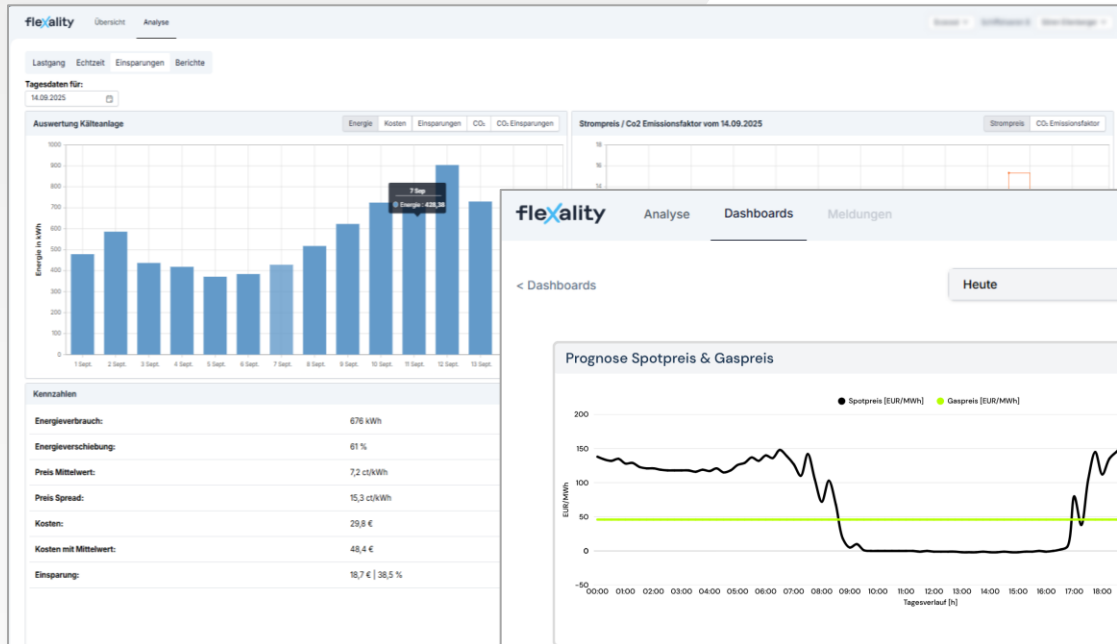 flexality Übersicht Analyse
Lastgang Echtzeit Einsparungen Berichte
Tagesdaten für:
14.09.2025
Auswertung Kälteanlage
Energie Kosten Einsparungen CO₂ CO₂ Einsparungen
1000
900
800
700
600
500
400
300
200
100
0
Energie in kWh
7 Sep
Energie : 428,38
1 Sept. 2 Sept. 3 Sept. 4 Sept. 5 Sept. 6 Sept. 7 Sept. 8 Sept. 9 Sept. 10 Sept. 11 Sept. 12 Sept. 13 Sept.
Strompreis / Co2 Emissionsfaktor vom 14.09.2025
Strompreis CO₂ Emissionsfaktor
18
16
14
Kennzahlen
Energieverbrauch: 676 kWh
Energieverschiebung: 61 %
Preis Mittelwert: 7,2 ct/kWh
Preis Spread: 15,3 ct/kWh
Kosten: 29,8 €
Kosten mit Mittelwert: 48,4 €
Einsparung: 18,7 € | 38,5 %
flexality Analyse Dashboards Meldungen
< Dashboards
Heute
Prognose Spotpreis & Gaspreis
Spotpreis [EUR/MWh] Gaspreis [EUR/MWh]
200
150
100
50
0
-50
EUR/MWh
00:00 01:00 02:00 03:00 04:00 05:00 06:00 07:00 08:00 09:00 10:00 11:00 12:00 13:00 14:00 15:00 16:00 17:00 18:00
Tagesverlauf [h]